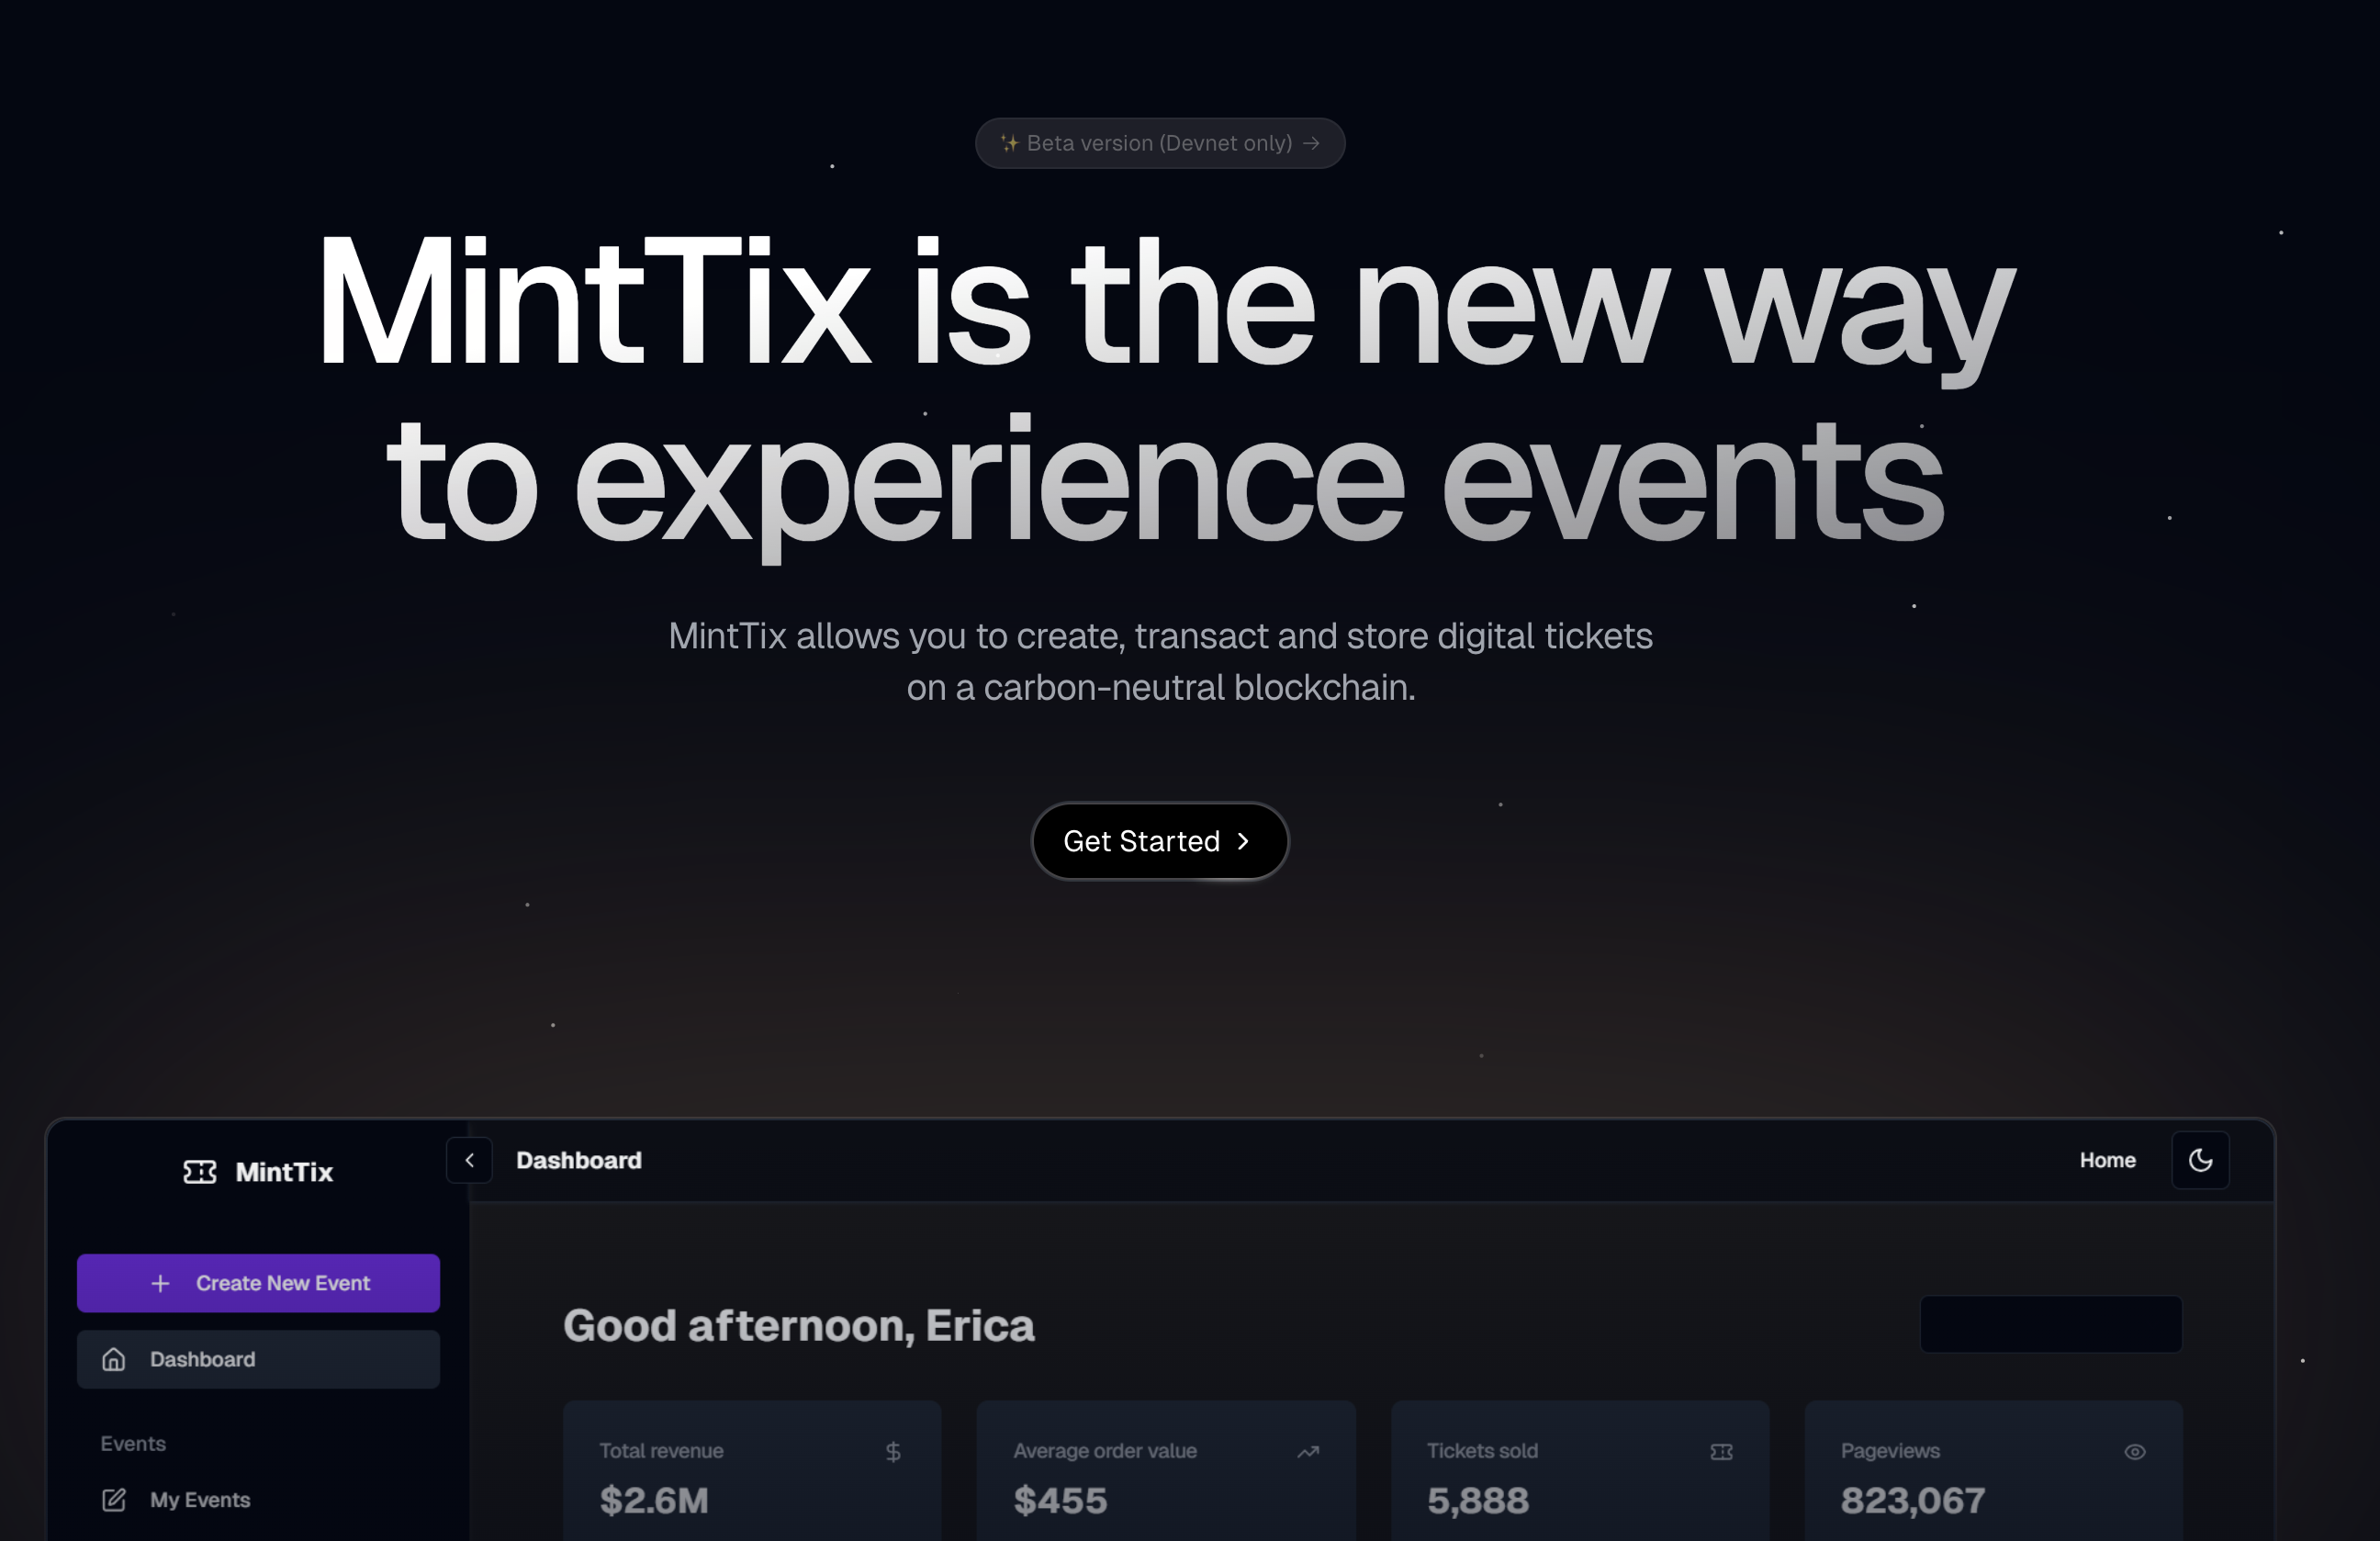 ✨ Beta version (Devnet only) →
MintTix is the new way
to experience events
MintTix allows you to create, transact and store digital tickets
on a carbon-neutral blockchain.
Get Started
MintTix
Dashboard
Home
Create New Event
Dashboard
Good afternoon, Erica
Events
My Events
Total revenue
$2.6M
Average order value
$455
Tickets sold
5,888
Pageviews
823,067